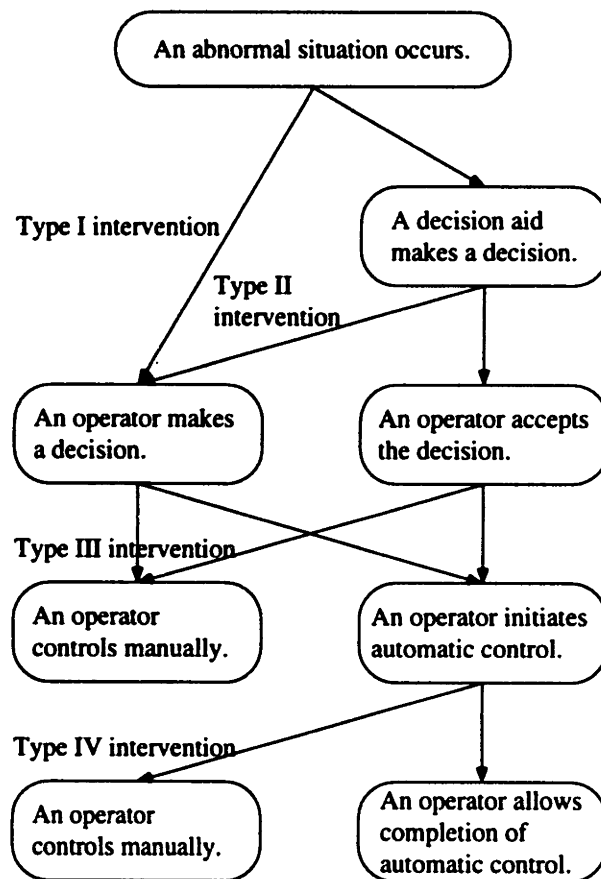 An abnormal situation occurs.
Type I intervention
A decision aid
makes a decision.
Type II
intervention
An operator makes
a decision.
An operator accepts
the decision.
Type III intervention
An operator
controls manually.
An operator initiates
automatic control.
Type IV intervention
An operator
controls manually.
An operator allows
completion of
automatic control.